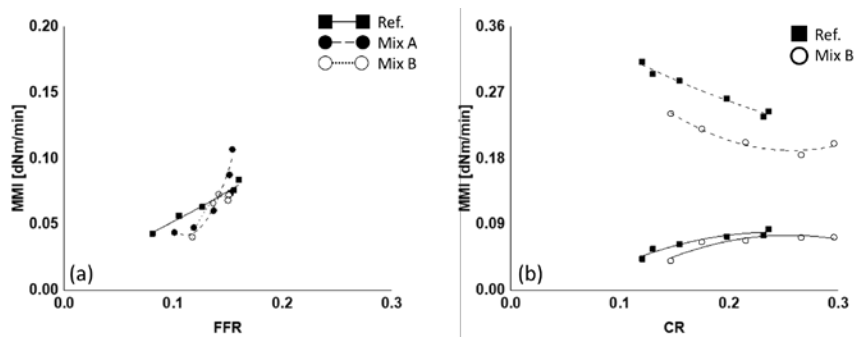 0.20
0.15
0.10
0.05
0.00
MMI [dNm/min]
Ref.
Mix A
Mix B
(a)
0.0
0.1
0.2
0.3
FFR
0.36
0.27
0.18
0.09
0.00
MMI [dNm/min]
Ref.
Mix B
(b)
0.0
0.1
0.2
0.3
CR